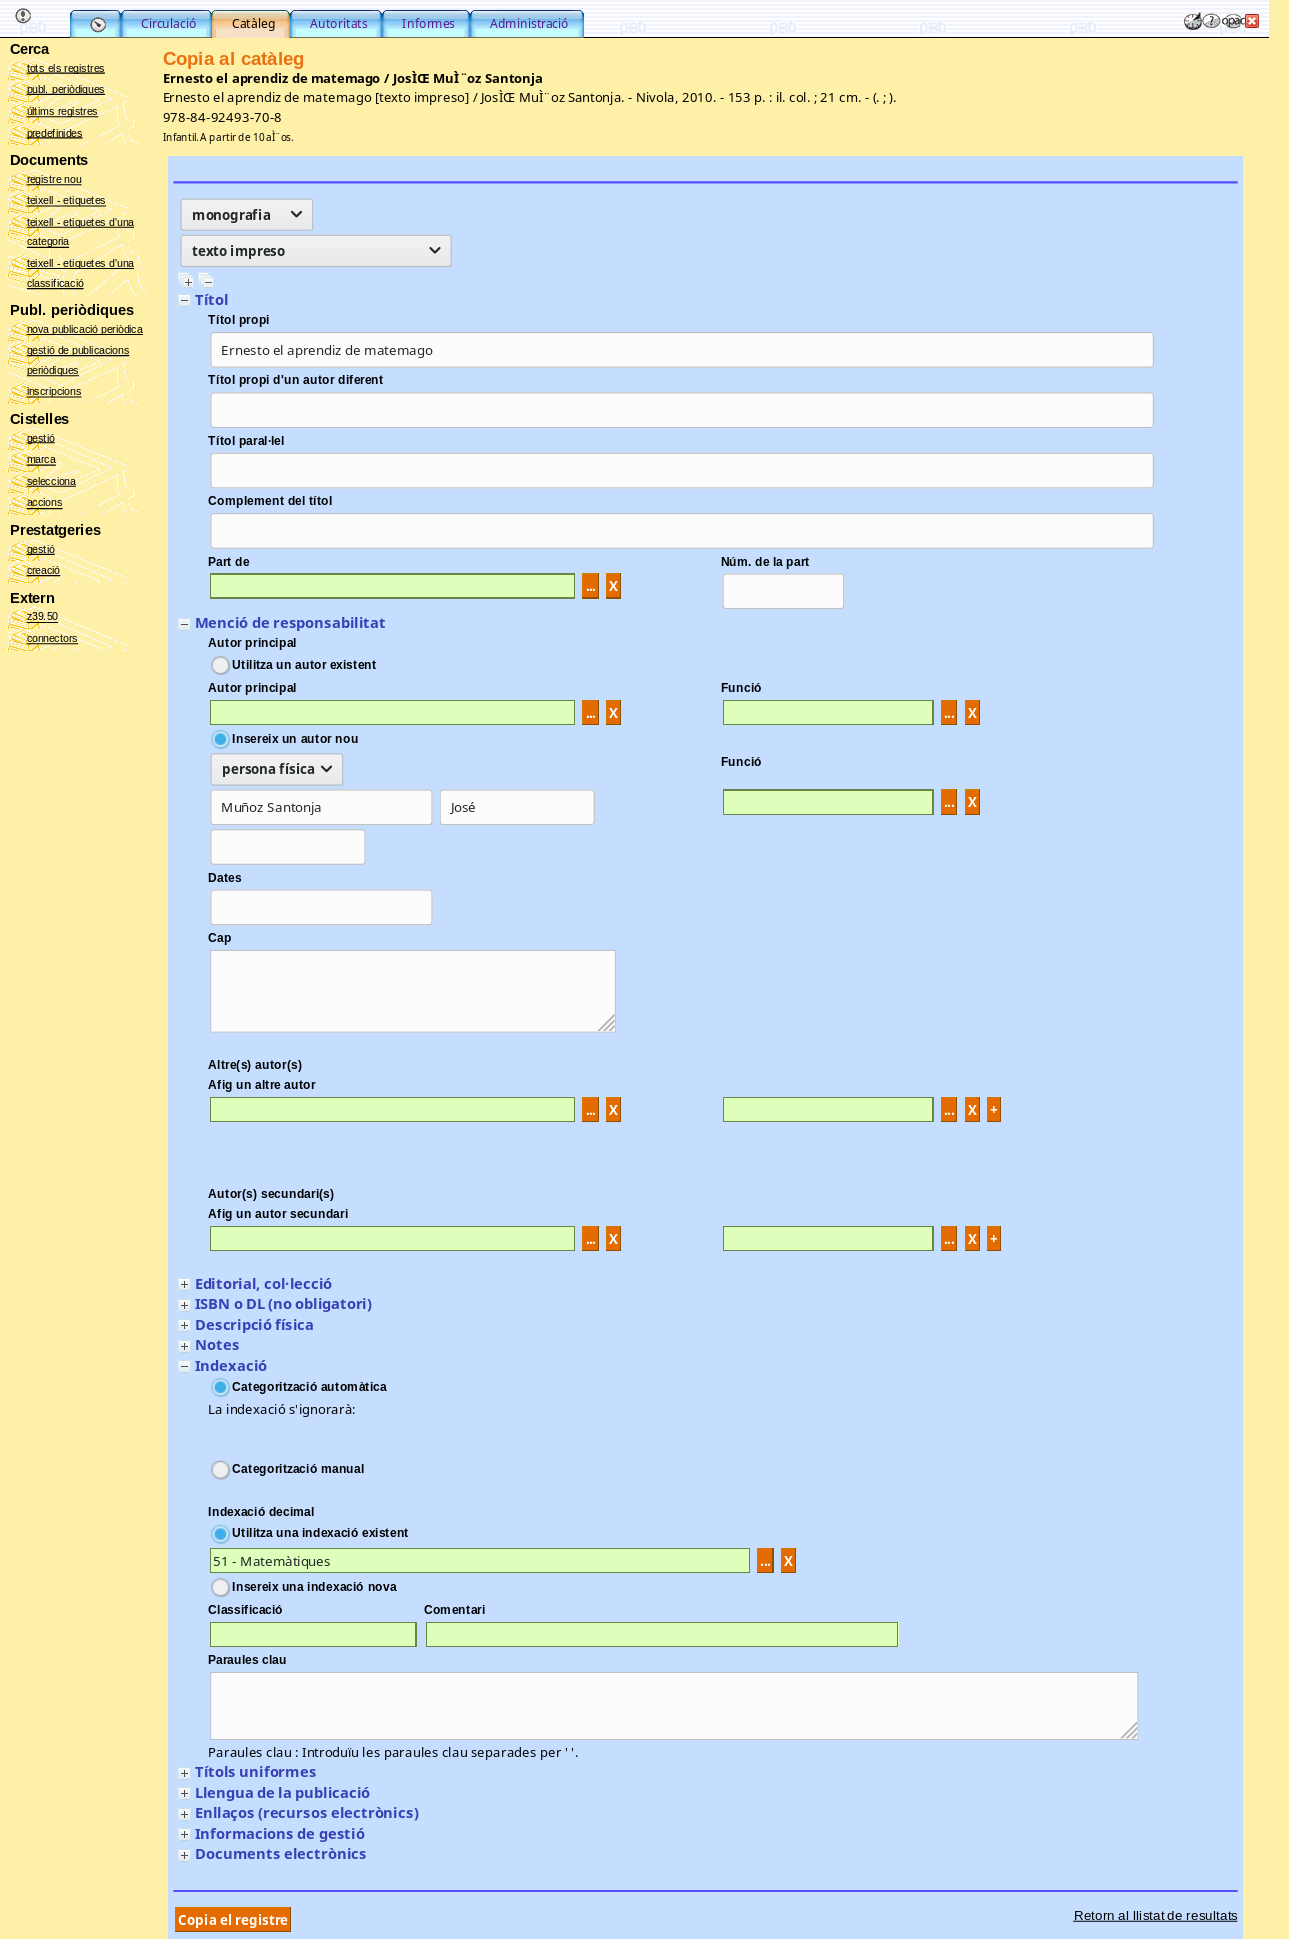 Circulació Catàleg Autoritats Informes Administració opac
Cerca
tots els registres
publ. periòdiques
últims registres
predefinides
Documents
registre nou
teixell - etiquetes
teixell - etiquetes d'una
categoria
teixell - etiquetes d'una
classificació
Publ. periòdiques
nova publicació periòdica
gestió de publicacions
periòdiques
inscripcions
Cistelles
gestió
marca
selecciona
accions
Prestatgeries
gestió
creació
Extern
z39.50
connectors
Copia al catàleg
Ernesto el aprendiz de matemago / JosÌŒ MuÌ¨oz Santonja
Ernesto el aprendiz de matemago [texto impreso] / JosÌŒ MuÌ¨oz Santonja. - Nivola, 2010. - 153 p. : il. col. ; 21 cm. - (. ; ).
978-84-92493-70-8
Infantil. A partir de 10 aÌ¨os.
monografia
texto impreso
Títol
Títol propi
Ernesto el aprendiz de matemago
Títol propi d'un autor diferent
Títol paral·lel
Complement del títol
Part de Núm. de la part
... X
Menció de responsabilitat
Autor principal
Utilitza un autor existent
Autor principal Funció
... X ... X
Insereix un autor nou
persona física Funció
Muñoz Santonja José ... X
Dates
Cap
Altre(s) autor(s)
Afig un altre autor
... X ... X +
Autor(s) secundari(s)
Afig un autor secundari
... X ... X +
Editorial, col·lecció
ISBN o DL (no obligatori)
Descripció física
Notes
Indexació
Categorització automàtica
La indexació s'ignorarà:
Categorització manual
Indexació decimal
Utilitza una indexació existent
51 - Matemàtiques ... X
Insereix una indexació nova
Classificació Comentari
Paraules clau
Paraules clau : Introduïu les paraules clau separades per ' '.
Títols uniformes
Llengua de la publicació
Enllaços (recursos electrònics)
Informacions de gestió
Documents electrònics
Copia el registre Retorn al llistat de resultats